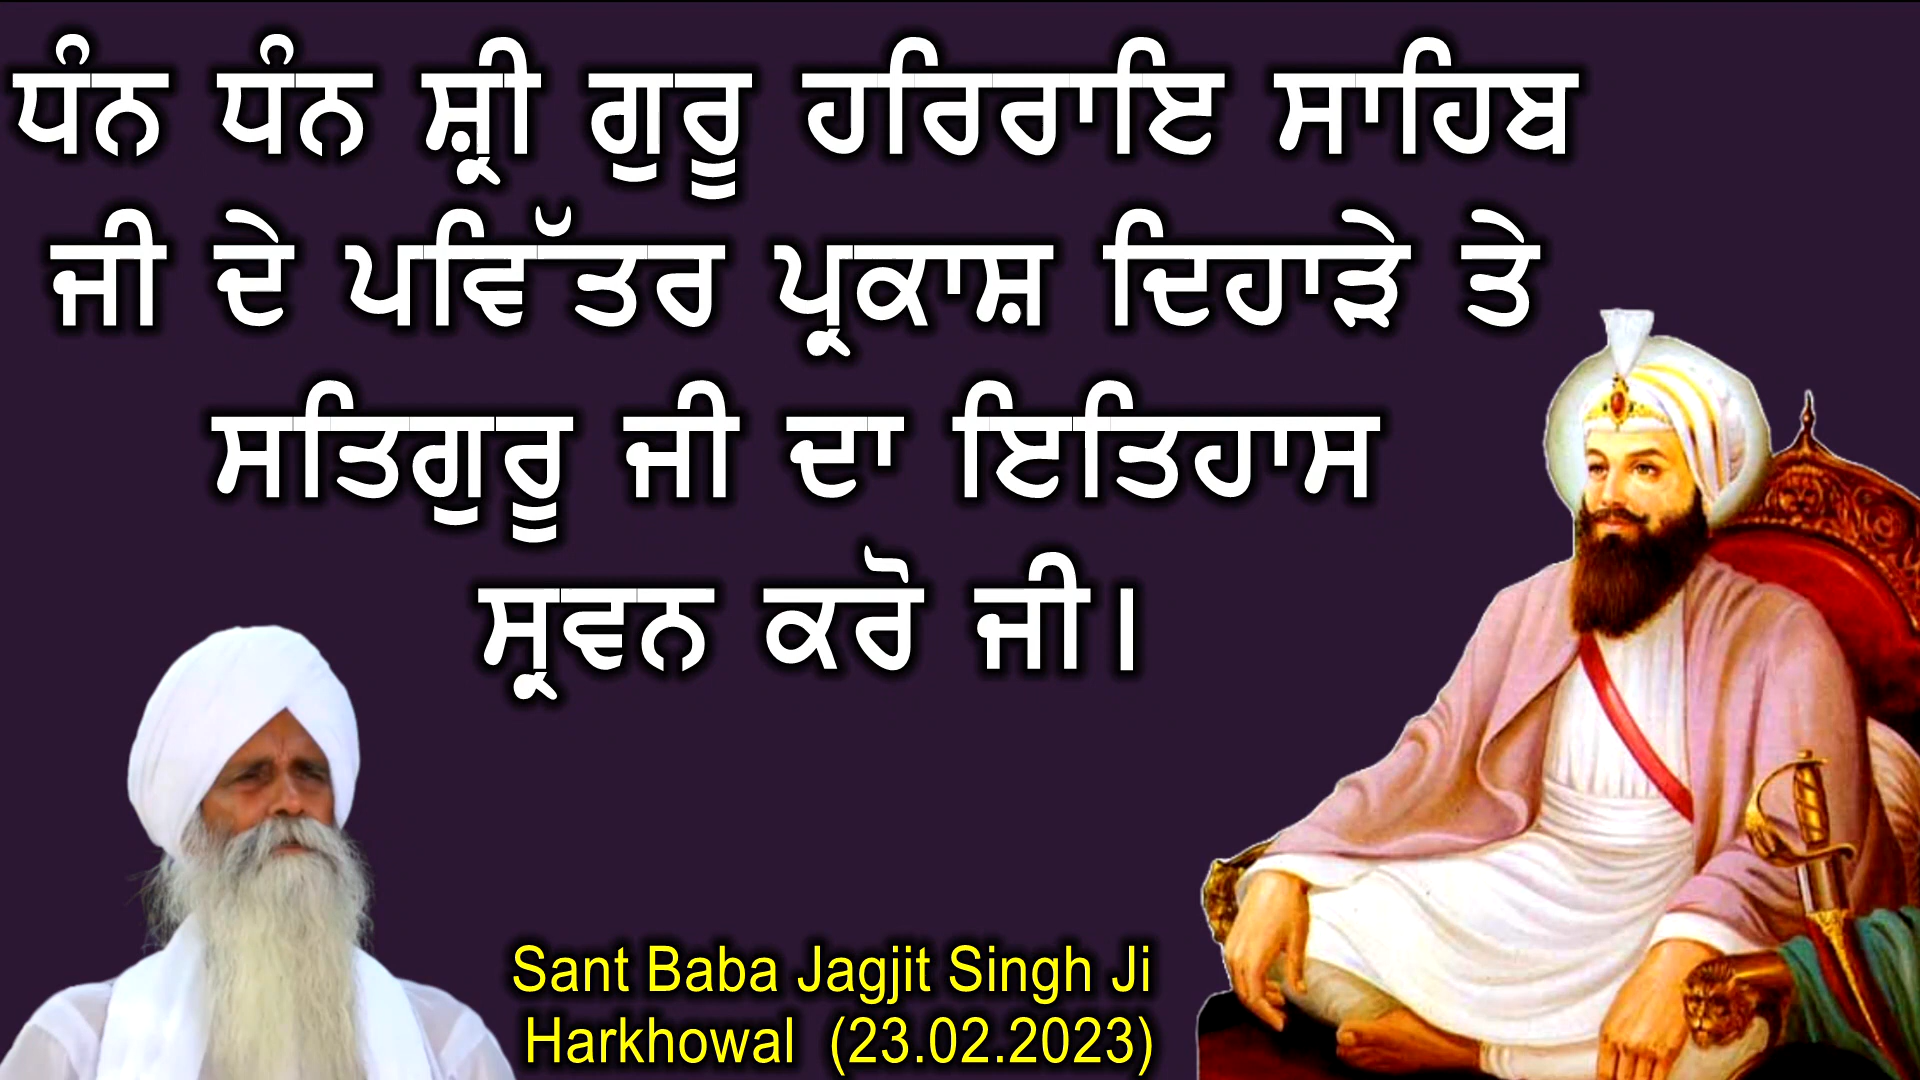 ਧੰਨ ਧੰਨ ਸ਼੍ਰੀ ਗੁਰੂ ਹਰਿਰਾਇ ਸਾਹਿਬ
ਜੀ ਦੇ ਪਵਿੱਤਰ ਪ੍ਰਕਾਸ਼ ਦਿਹਾੜੇ ਤੇ
ਸਤਿਗੁਰੂ ਜੀ ਦਾ ਇਤਿਹਾਸ
ਸ੍ਰਵਨ ਕਰੋ ਜੀ।
Sant Baba Jagjit Singh Ji
Harkhowal (23.02.2023)